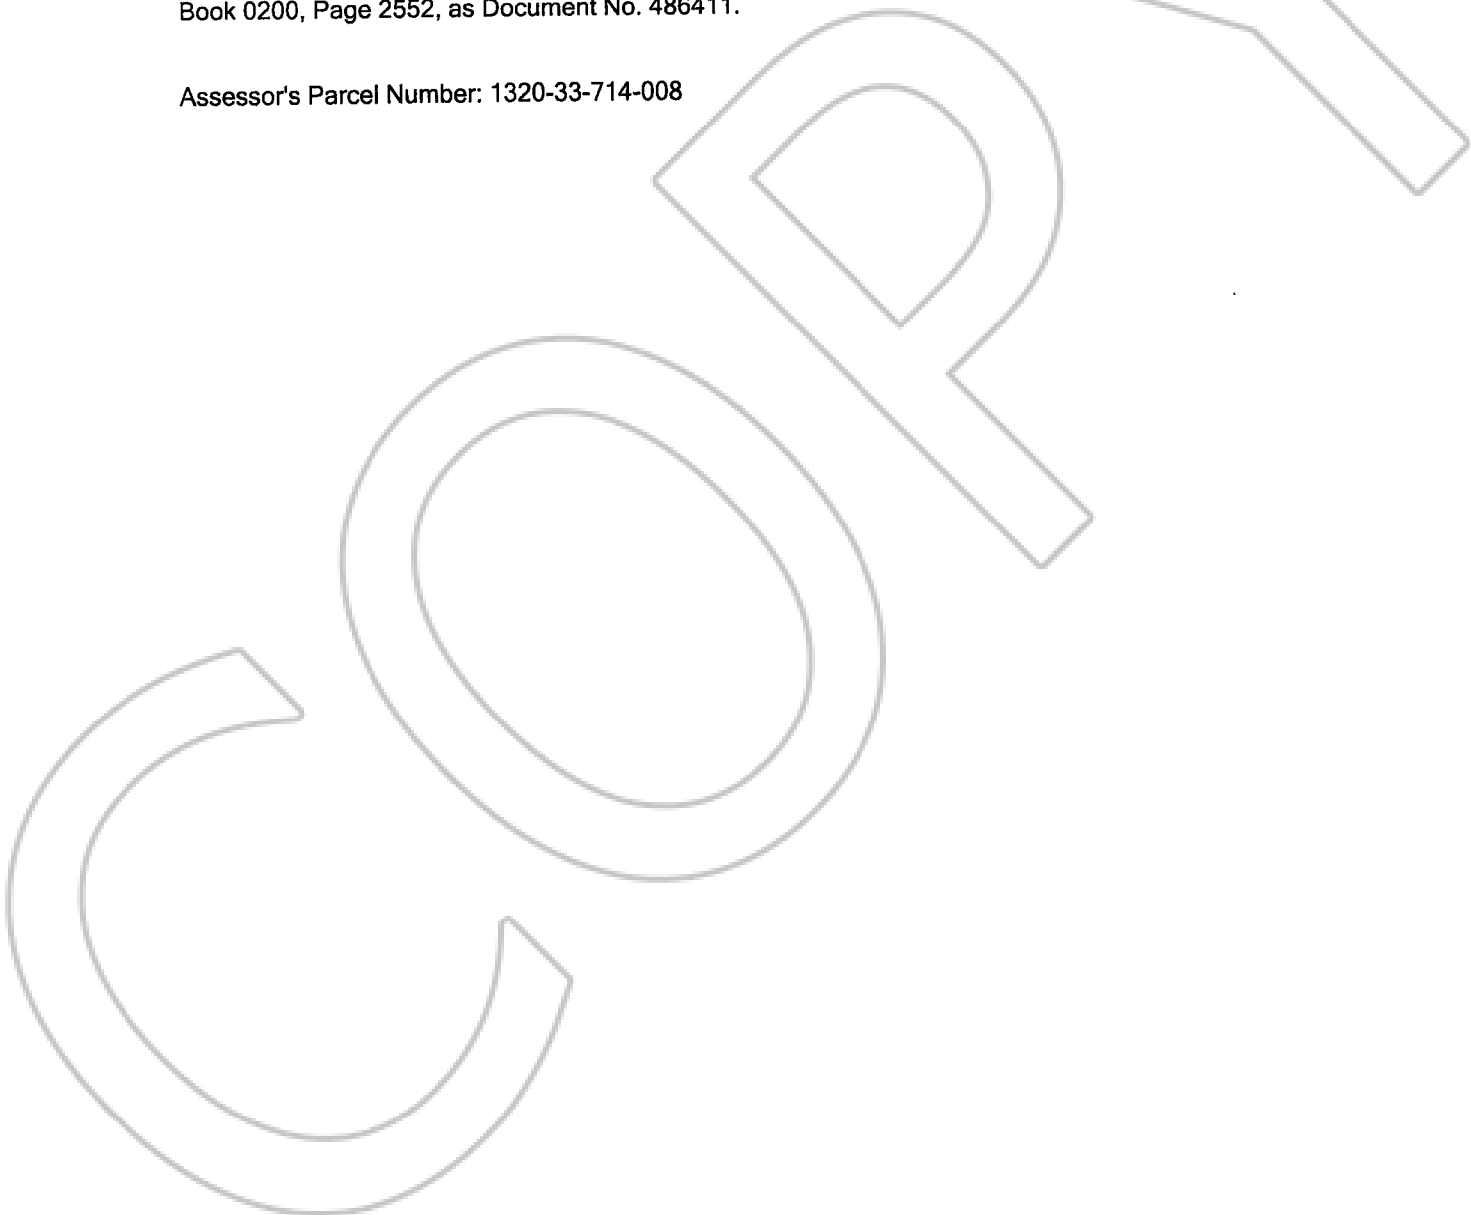 Book 0200, Page 2552, as Document No. 486411.
Assessor's Parcel Number: 1320-33-714-008
COPY